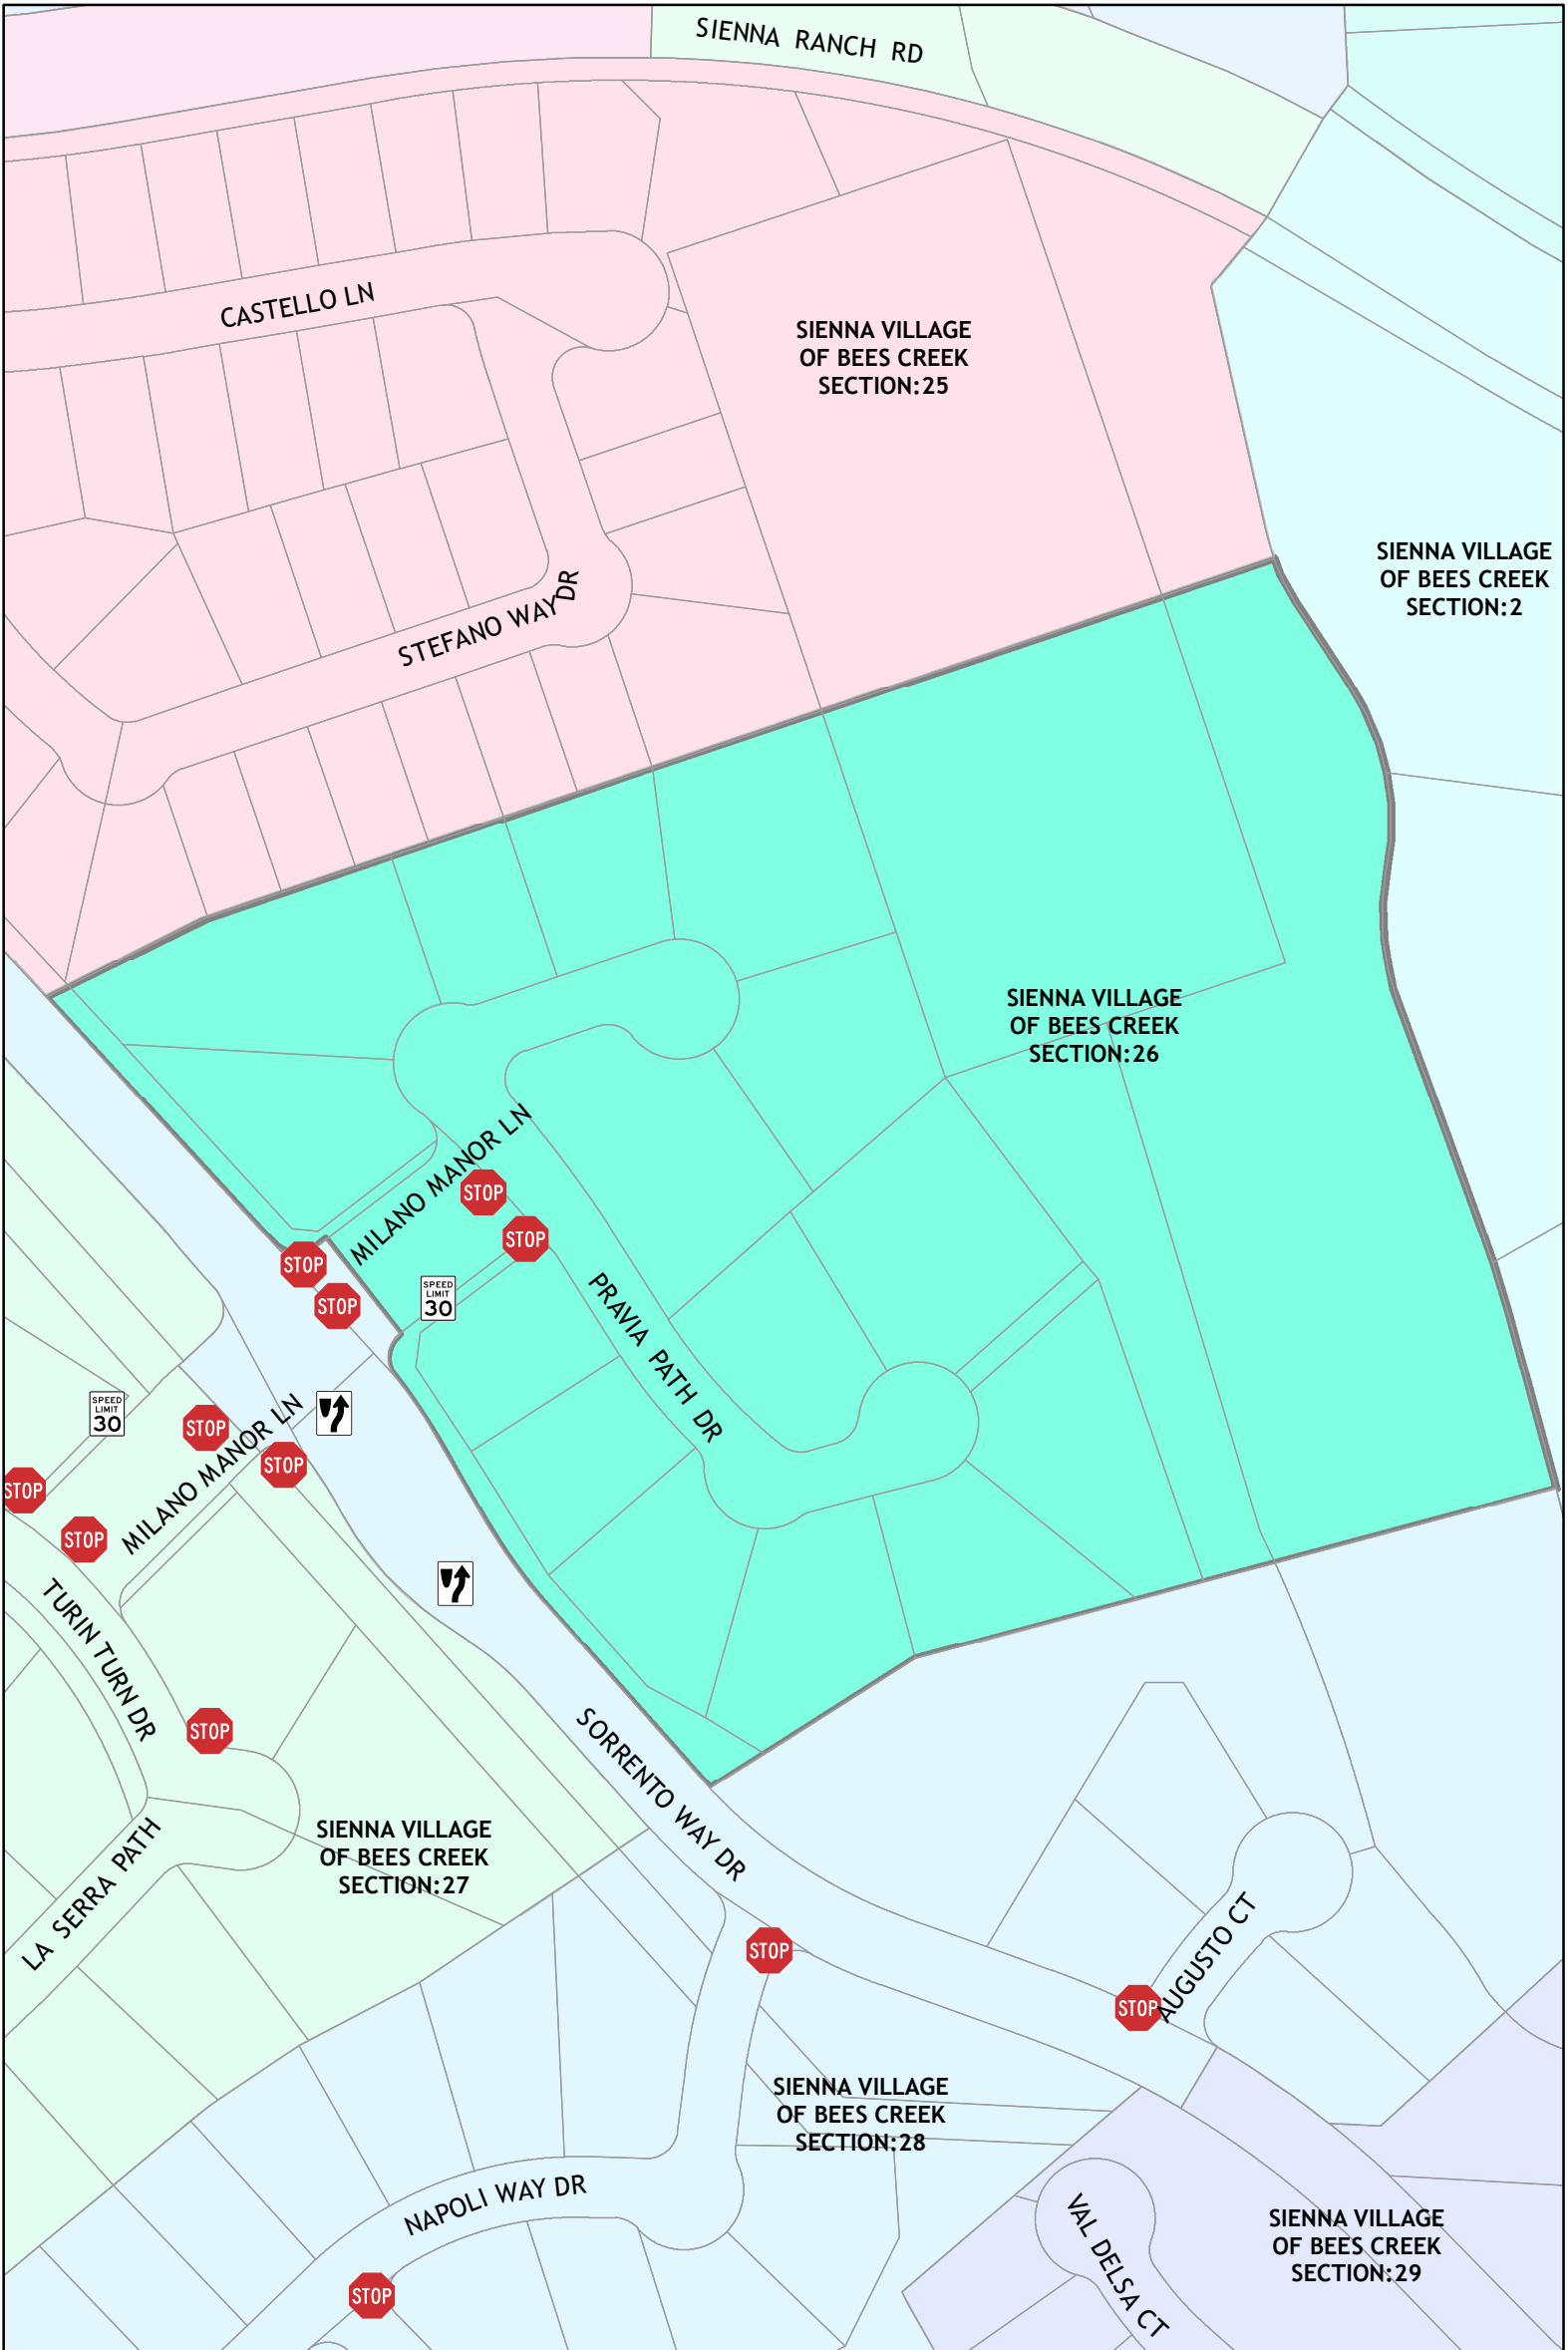 SIENNA RANCH RD
CASTELLO LN
SIENNA VILLAGE
OF BEES CREEK
SECTION:25
SIENNA VILLAGE
OF BEES CREEK
SECTION:2
STEFANO WAY DR
SIENNA VILLAGE
OF BEES CREEK
SECTION:26
MILANO MANOR LN
STOP
STOP
STOP
STOP
SPEED
LIMIT
30
PRAVIA PATH DR
SPEED
LIMIT
30
MILANO MANOR LN
STOP
STOP
STOP
STOP
TURIN TURN DR
STOP
SORRENTO WAY DR
SIENNA VILLAGE
OF BEES CREEK
SECTION:27
LA SERRA PATH
STOP
AUGUSTO CT
STOP
SIENNA VILLAGE
OF BEES CREEK
SECTION:28
NAPOLI WAY DR
VAL DELSA CT
SIENNA VILLAGE
OF BEES CREEK
SECTION:29
STOP